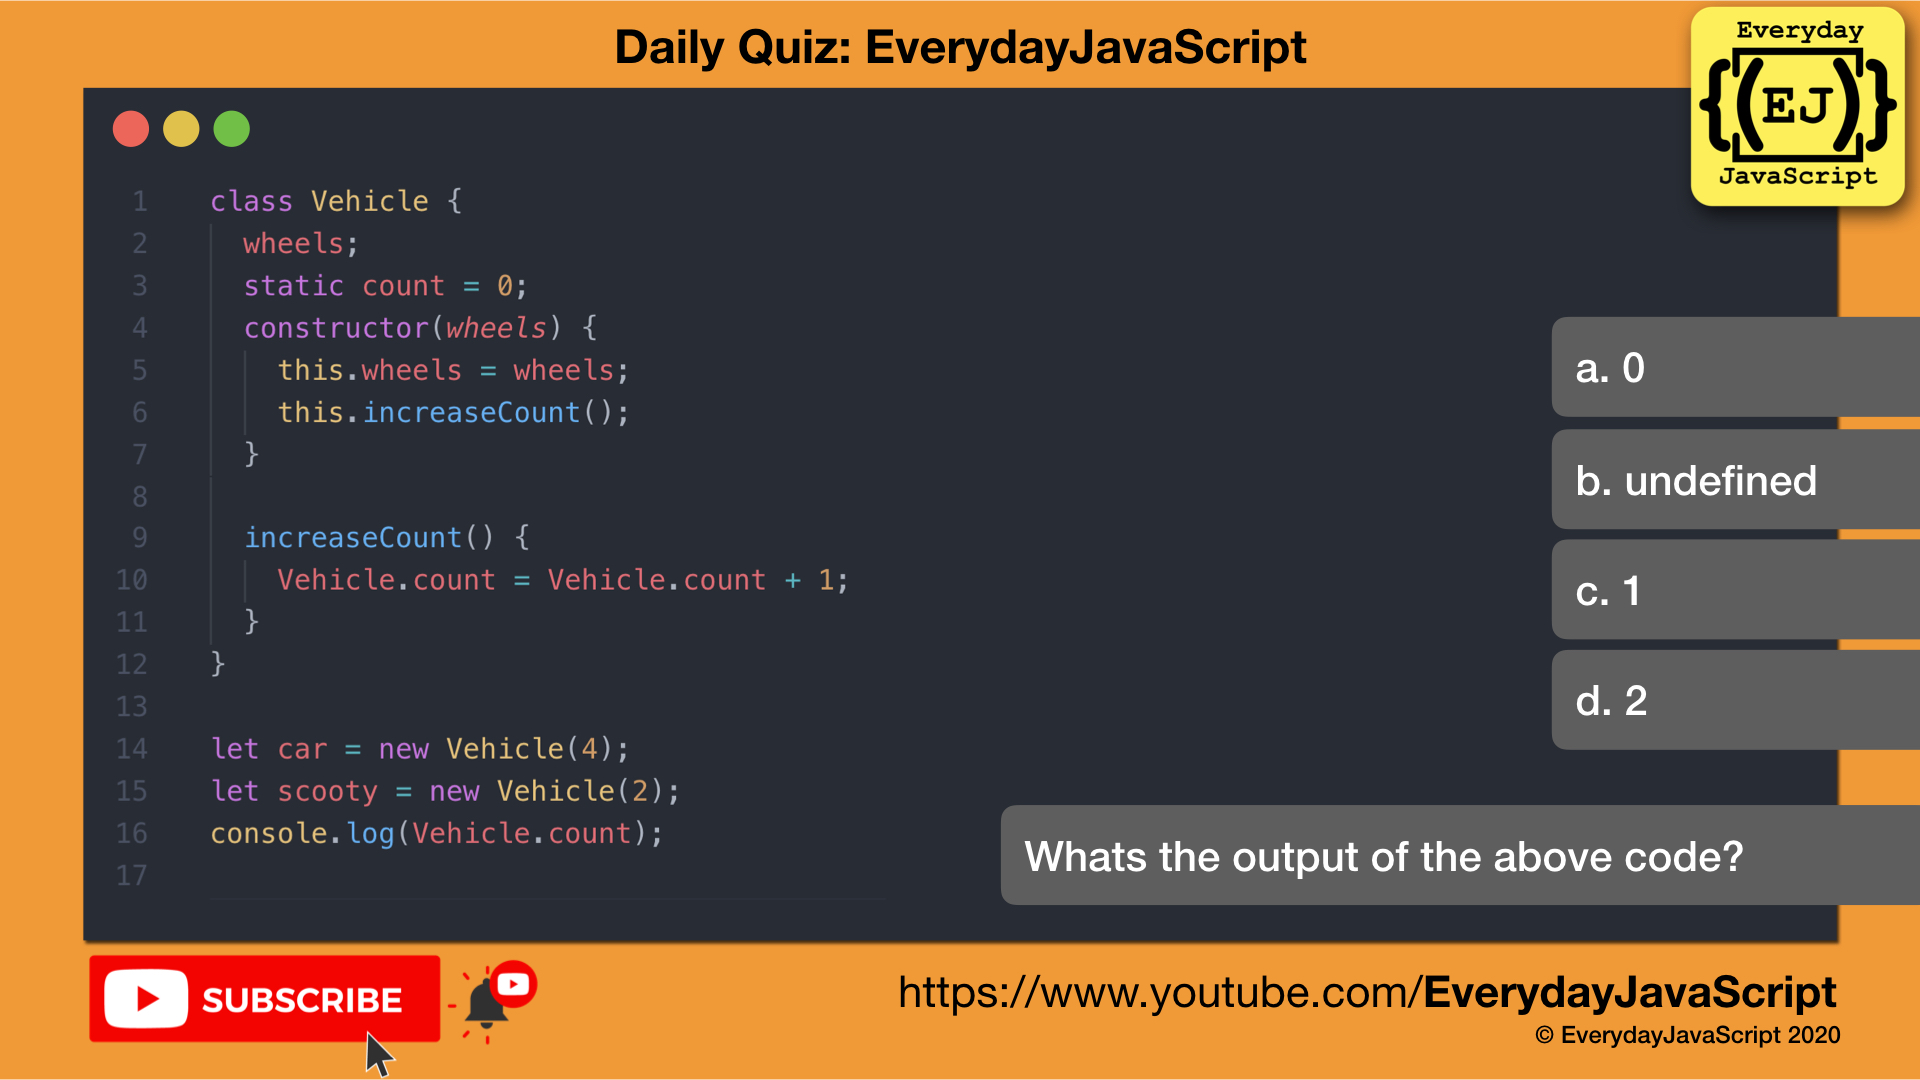 Daily Quiz: EverydayJavaScript
Everyday
{[(EJ)]}
JavaScript
1 class Vehicle {
2 wheels;
3 static count = 0;
4 constructor(wheels) {
5 this.wheels = wheels;
6 this.increaseCount();
7 }
8
9 increaseCount() {
10 Vehicle.count = Vehicle.count + 1;
11 }
12 }
13
14 let car = new Vehicle(4);
15 let scooty = new Vehicle(2);
16 console.log(Vehicle.count);
17
a. 0
b. undefined
c. 1
d. 2
Whats the output of the above code?
SUBSCRIBE
https://www.youtube.com/EverydayJavaScript
© EverydayJavaScript 2020